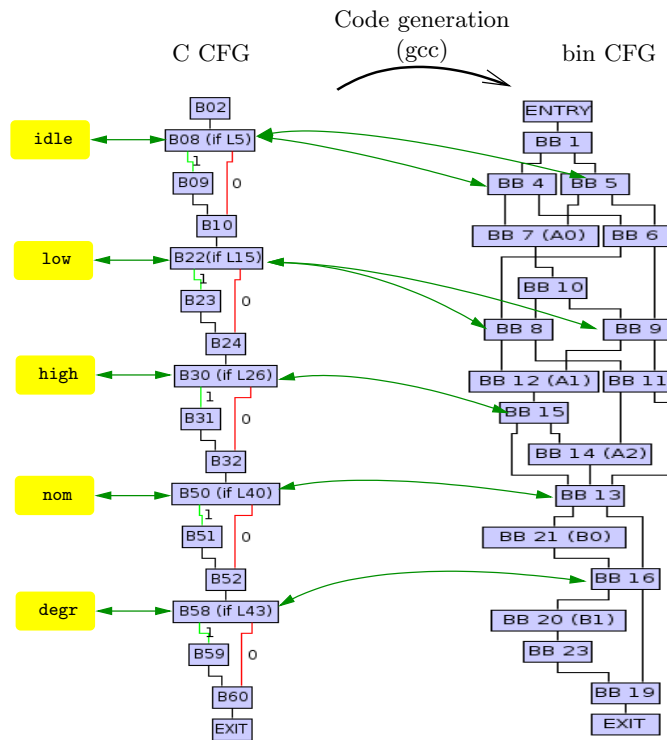 Code generation
(gcc)
C CFG
bin CFG
B02
ENTRY
idle
B08 (if L5)
BB 1
1
B09
0
BB 4
BB 5
B10
BB 7 (A0)
BB 6
low
B22(if L15)
1
BB 10
B23
0
BB 8
BB 9
B24
high
B30 (if L26)
BB 12 (A1)
BB 11
1
B31
0
BB 15
B32
BB 14 (A2)
nom
B50 (if L40)
BB 13
1
B51
0
BB 21 (B0)
B52
BB 16
degr
B58 (if L43)
BB 20 (B1)
1
B59
0
BB 23
B60
BB 19
EXIT
EXIT